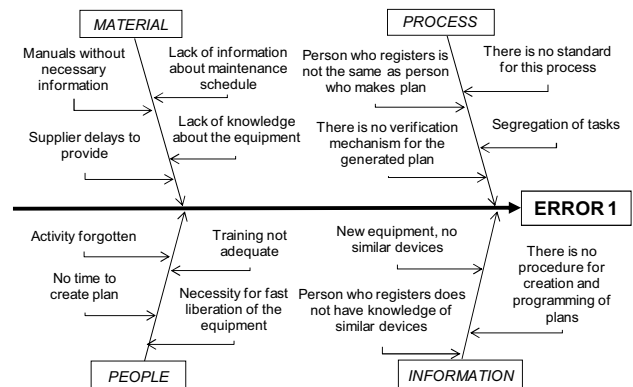 MATERIAL
Manuals without
necessary
information
Lack of information
about maintenance
schedule
Supplier delays to
provide
Lack of knowledge
about the equipment
PROCESS
Person who registers is
not the same as person
who makes plan
There is no standard
for this process
There is no verification
mechanism for the
generated plan
Segregation of tasks
ERROR 1
Activity forgotten
Training not
adequate
No time to
create plan
Necessity for fast
liberation of the
equipment
PEOPLE
New equipment, no
similar devices
There is no
procedure for
creation and
programming of
plans
Person who registers does
not have knowledge of
similar devices
INFORMATION